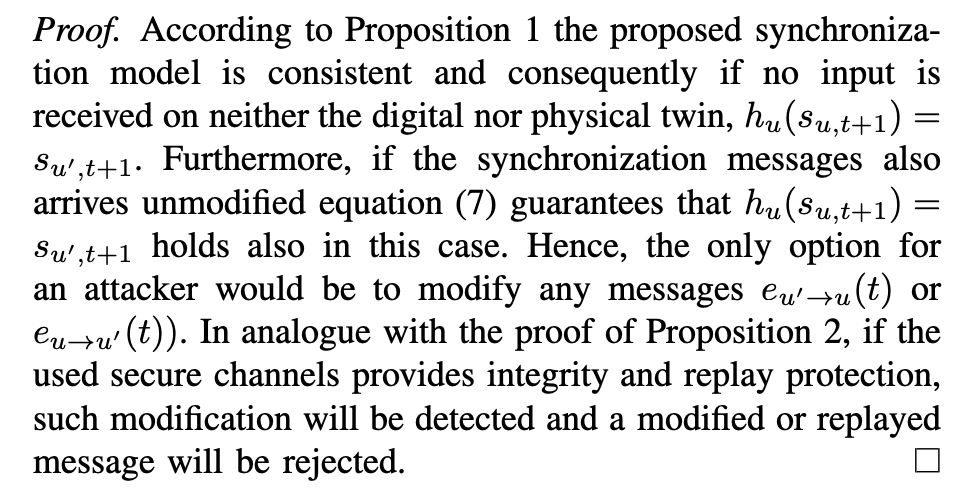 Proof. According to Proposition 1 the proposed synchroniza-
tion model is consistent and consequently if no input is
received on neither the digital nor physical twin, h_u(s_{u,t+1}) =
s_{u',t+1}. Furthermore, if the synchronization messages also
arrives unmodified equation (7) guarantees that h_u(s_{u,t+1}) =
s_{u',t+1} holds also in this case. Hence, the only option for
an attacker would be to modify any messages e_{u'→u}(t) or
e_{u→u'}(t)). In analogue with the proof of Proposition 2, if the
used secure channels provides integrity and replay protection,
such modification will be detected and a modified or replayed
message will be rejected. □